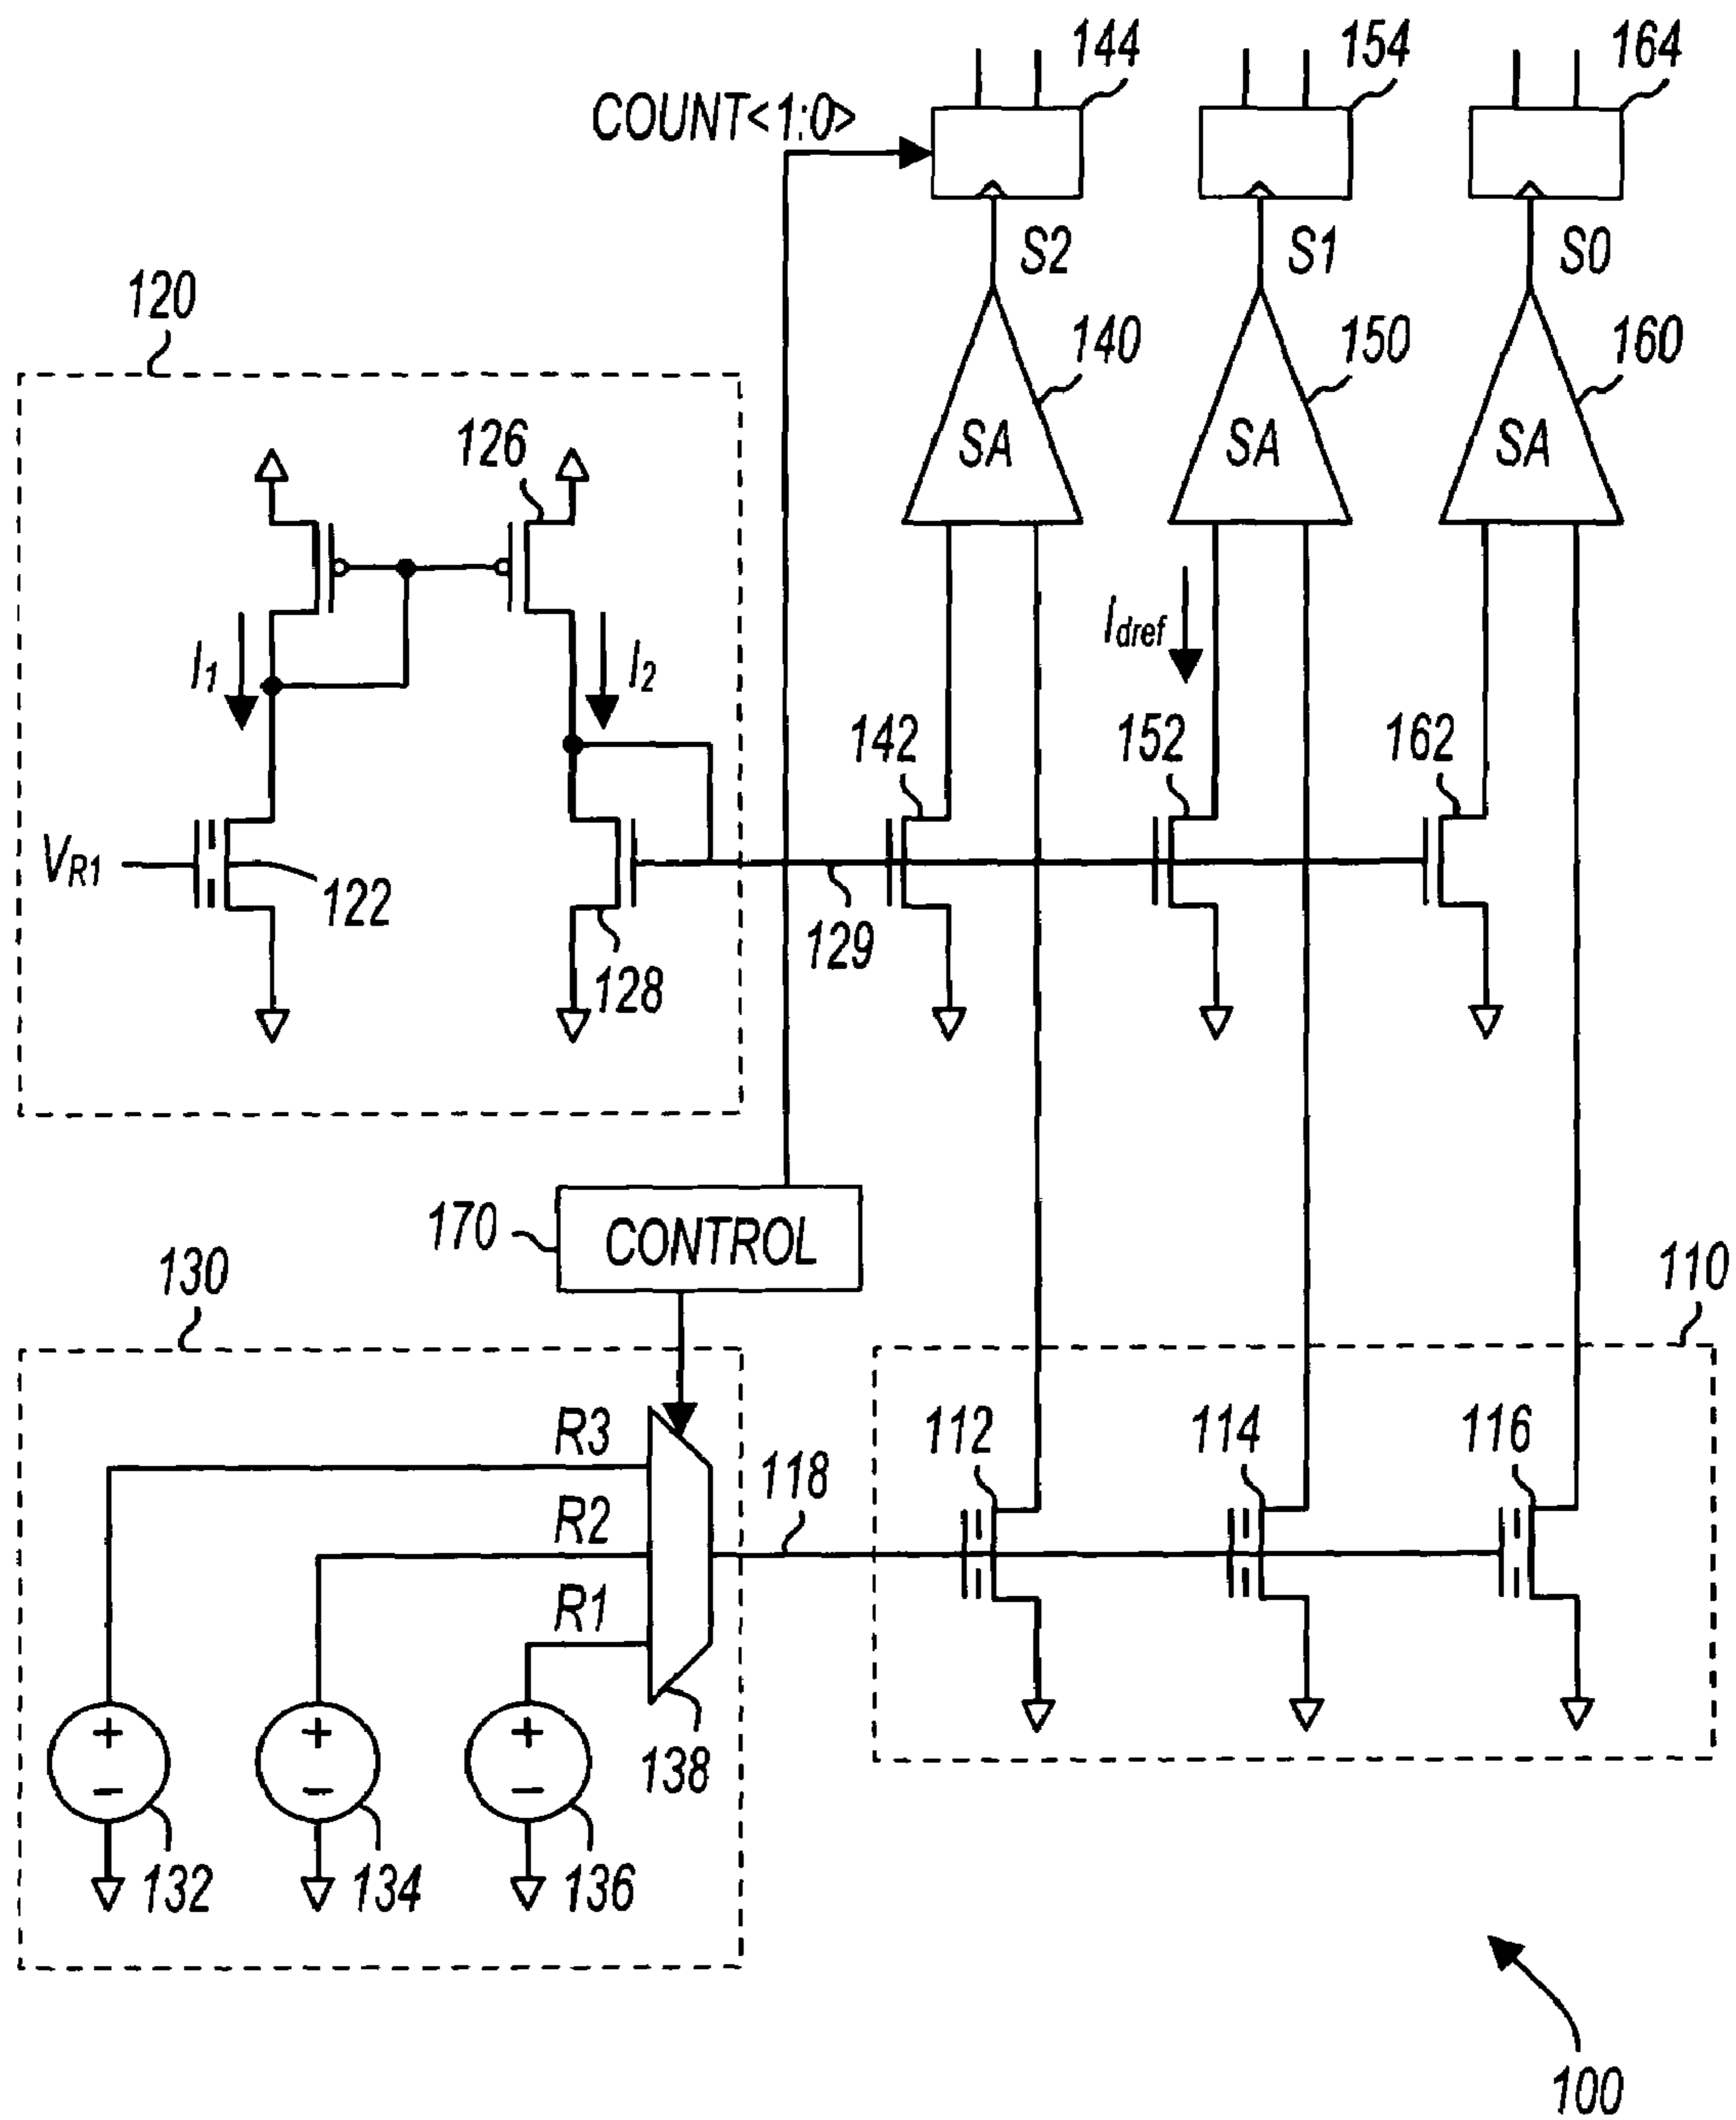 144
154
164
COUNT<1:0>
S2
S1
S0
120
140
150
160
126
SA
SA
SA
I1
I2
Idref
142
152
162
VR1
122
129
128
170
CONTROL
130
110
R3
112
114
116
118
R2
R1
+
-
+
-
+
-
138
132
134
136
100